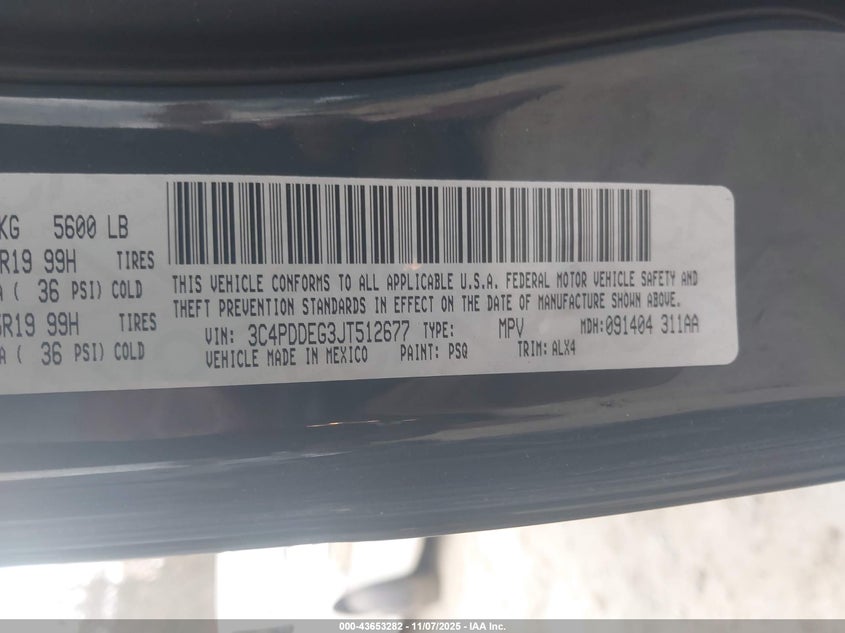 KG 5600 LB
R19 99H TIRES
A ( 36 PSI) COLD
5R19 99H TIRES
A ( 36 PSI) COLD
THIS VEHICLE CONFORMS TO ALL APPLICABLE U.S.A. FEDERAL MOTOR VEHICLE SAFETY AND
THEFT PREVENTION STANDARDS IN EFFECT ON THE DATE OF MANUFACTURE SHOWN ABOVE.
VIN: 3C4PDDEG3JT512677 TYPE: MPV MDH:091404 311AA
VEHICLE MADE IN MEXICO PAINT: PSQ TRIM: ALX4
000-43653282 - 11/07/2025 - IAA Inc.